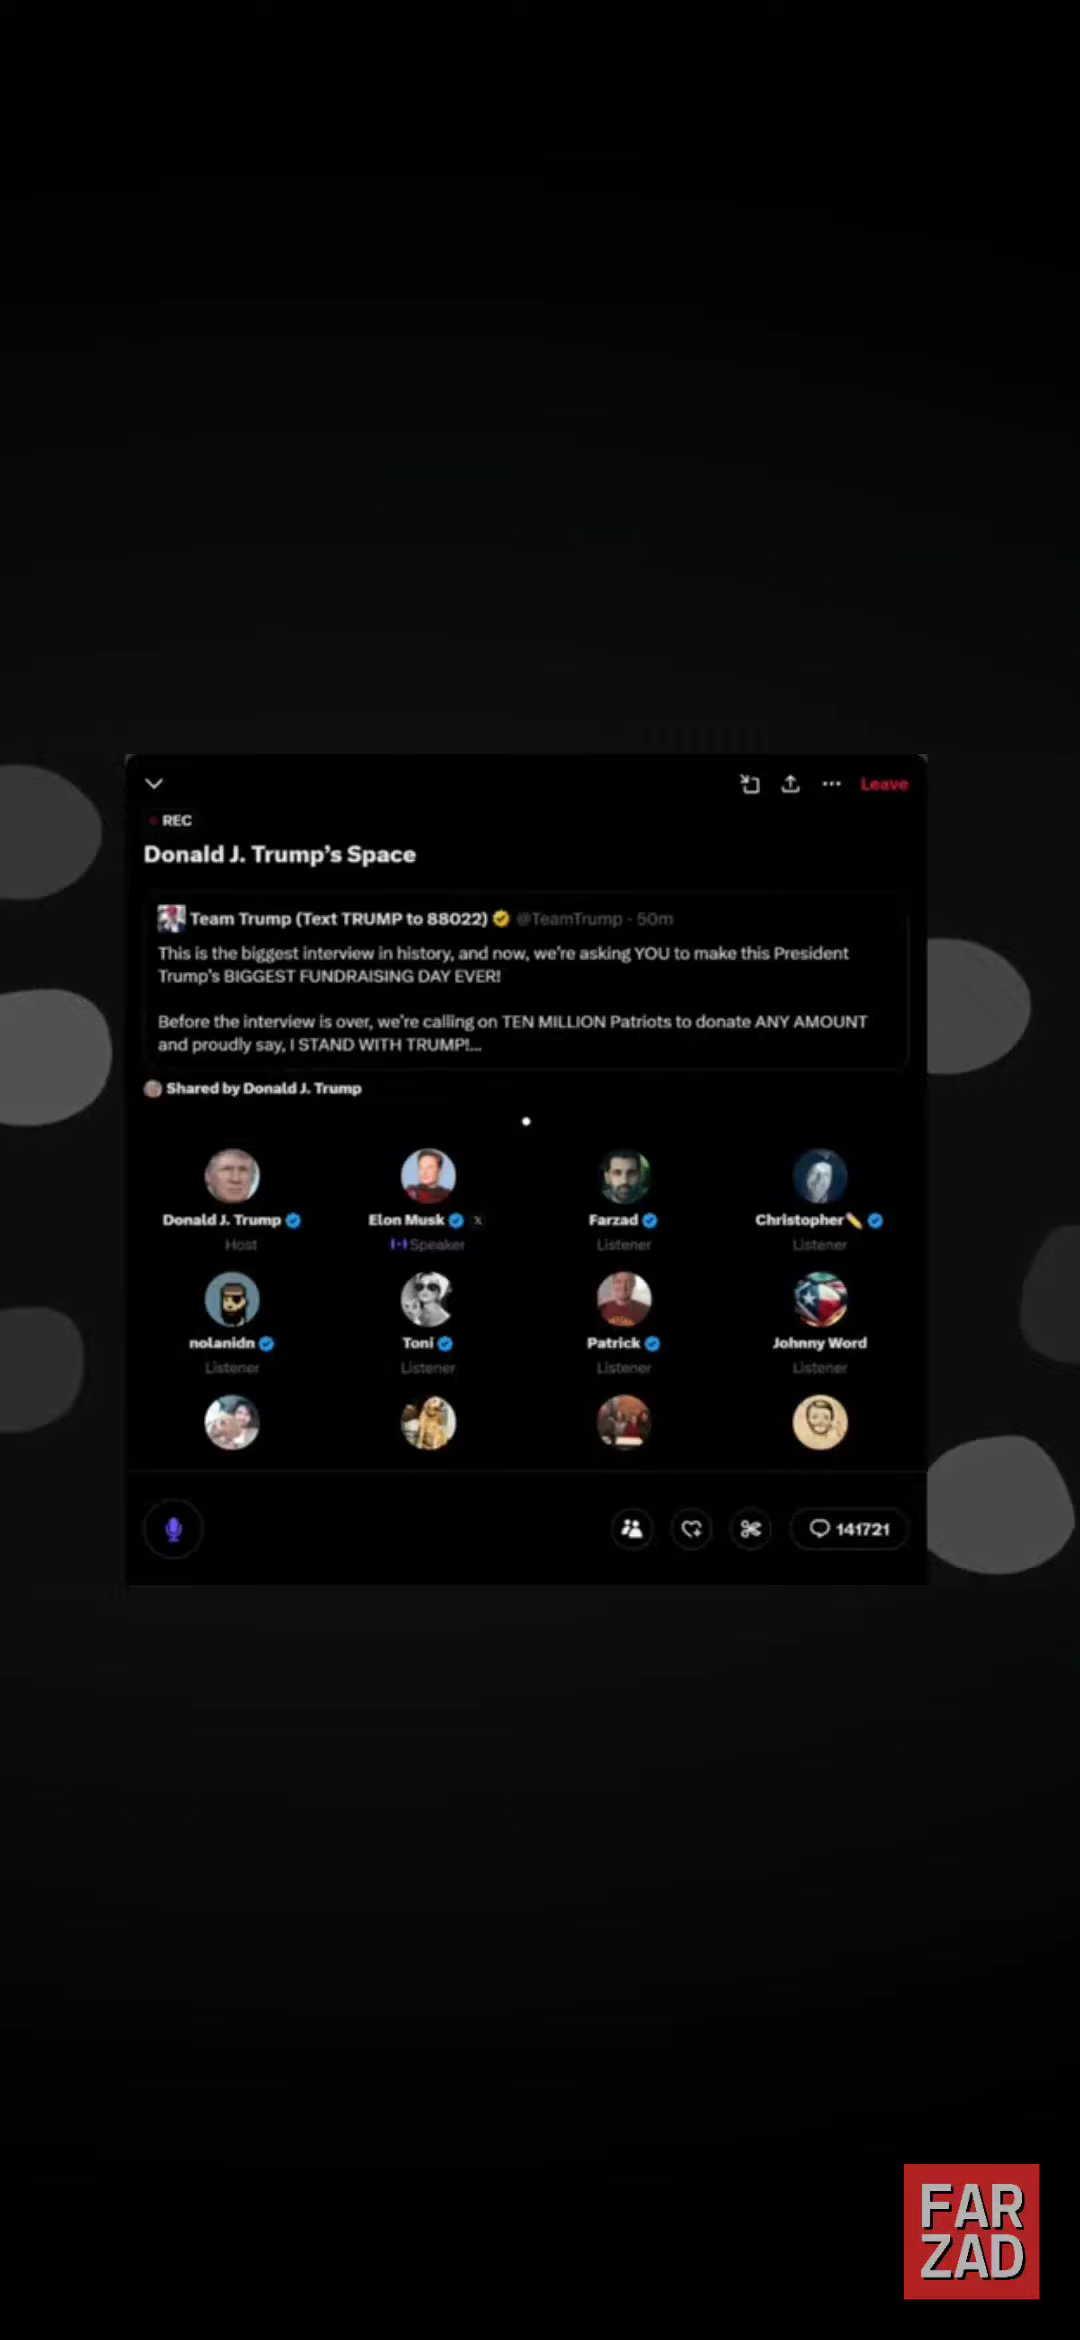 Leave
REC
Donald J. Trump's Space
Team Trump (Text TRUMP to 88022) @TeamTrump · 50m
This is the biggest interview in history, and now, we're asking YOU to make this President
Trump's BIGGEST FUNDRAISING DAY EVER!
Before the interview is over, we're calling on TEN MILLION Patriots to donate ANY AMOUNT
and proudly say, I STAND WITH TRUMP!...
Shared by Donald J. Trump
Donald J. Trump Elon Musk X Farzad Christopher✏️
Host Speaker Listener Listener
nolanidn Toni Patrick Johnny Word
Listener Listener Listener Listener
141721
FAR
ZAD